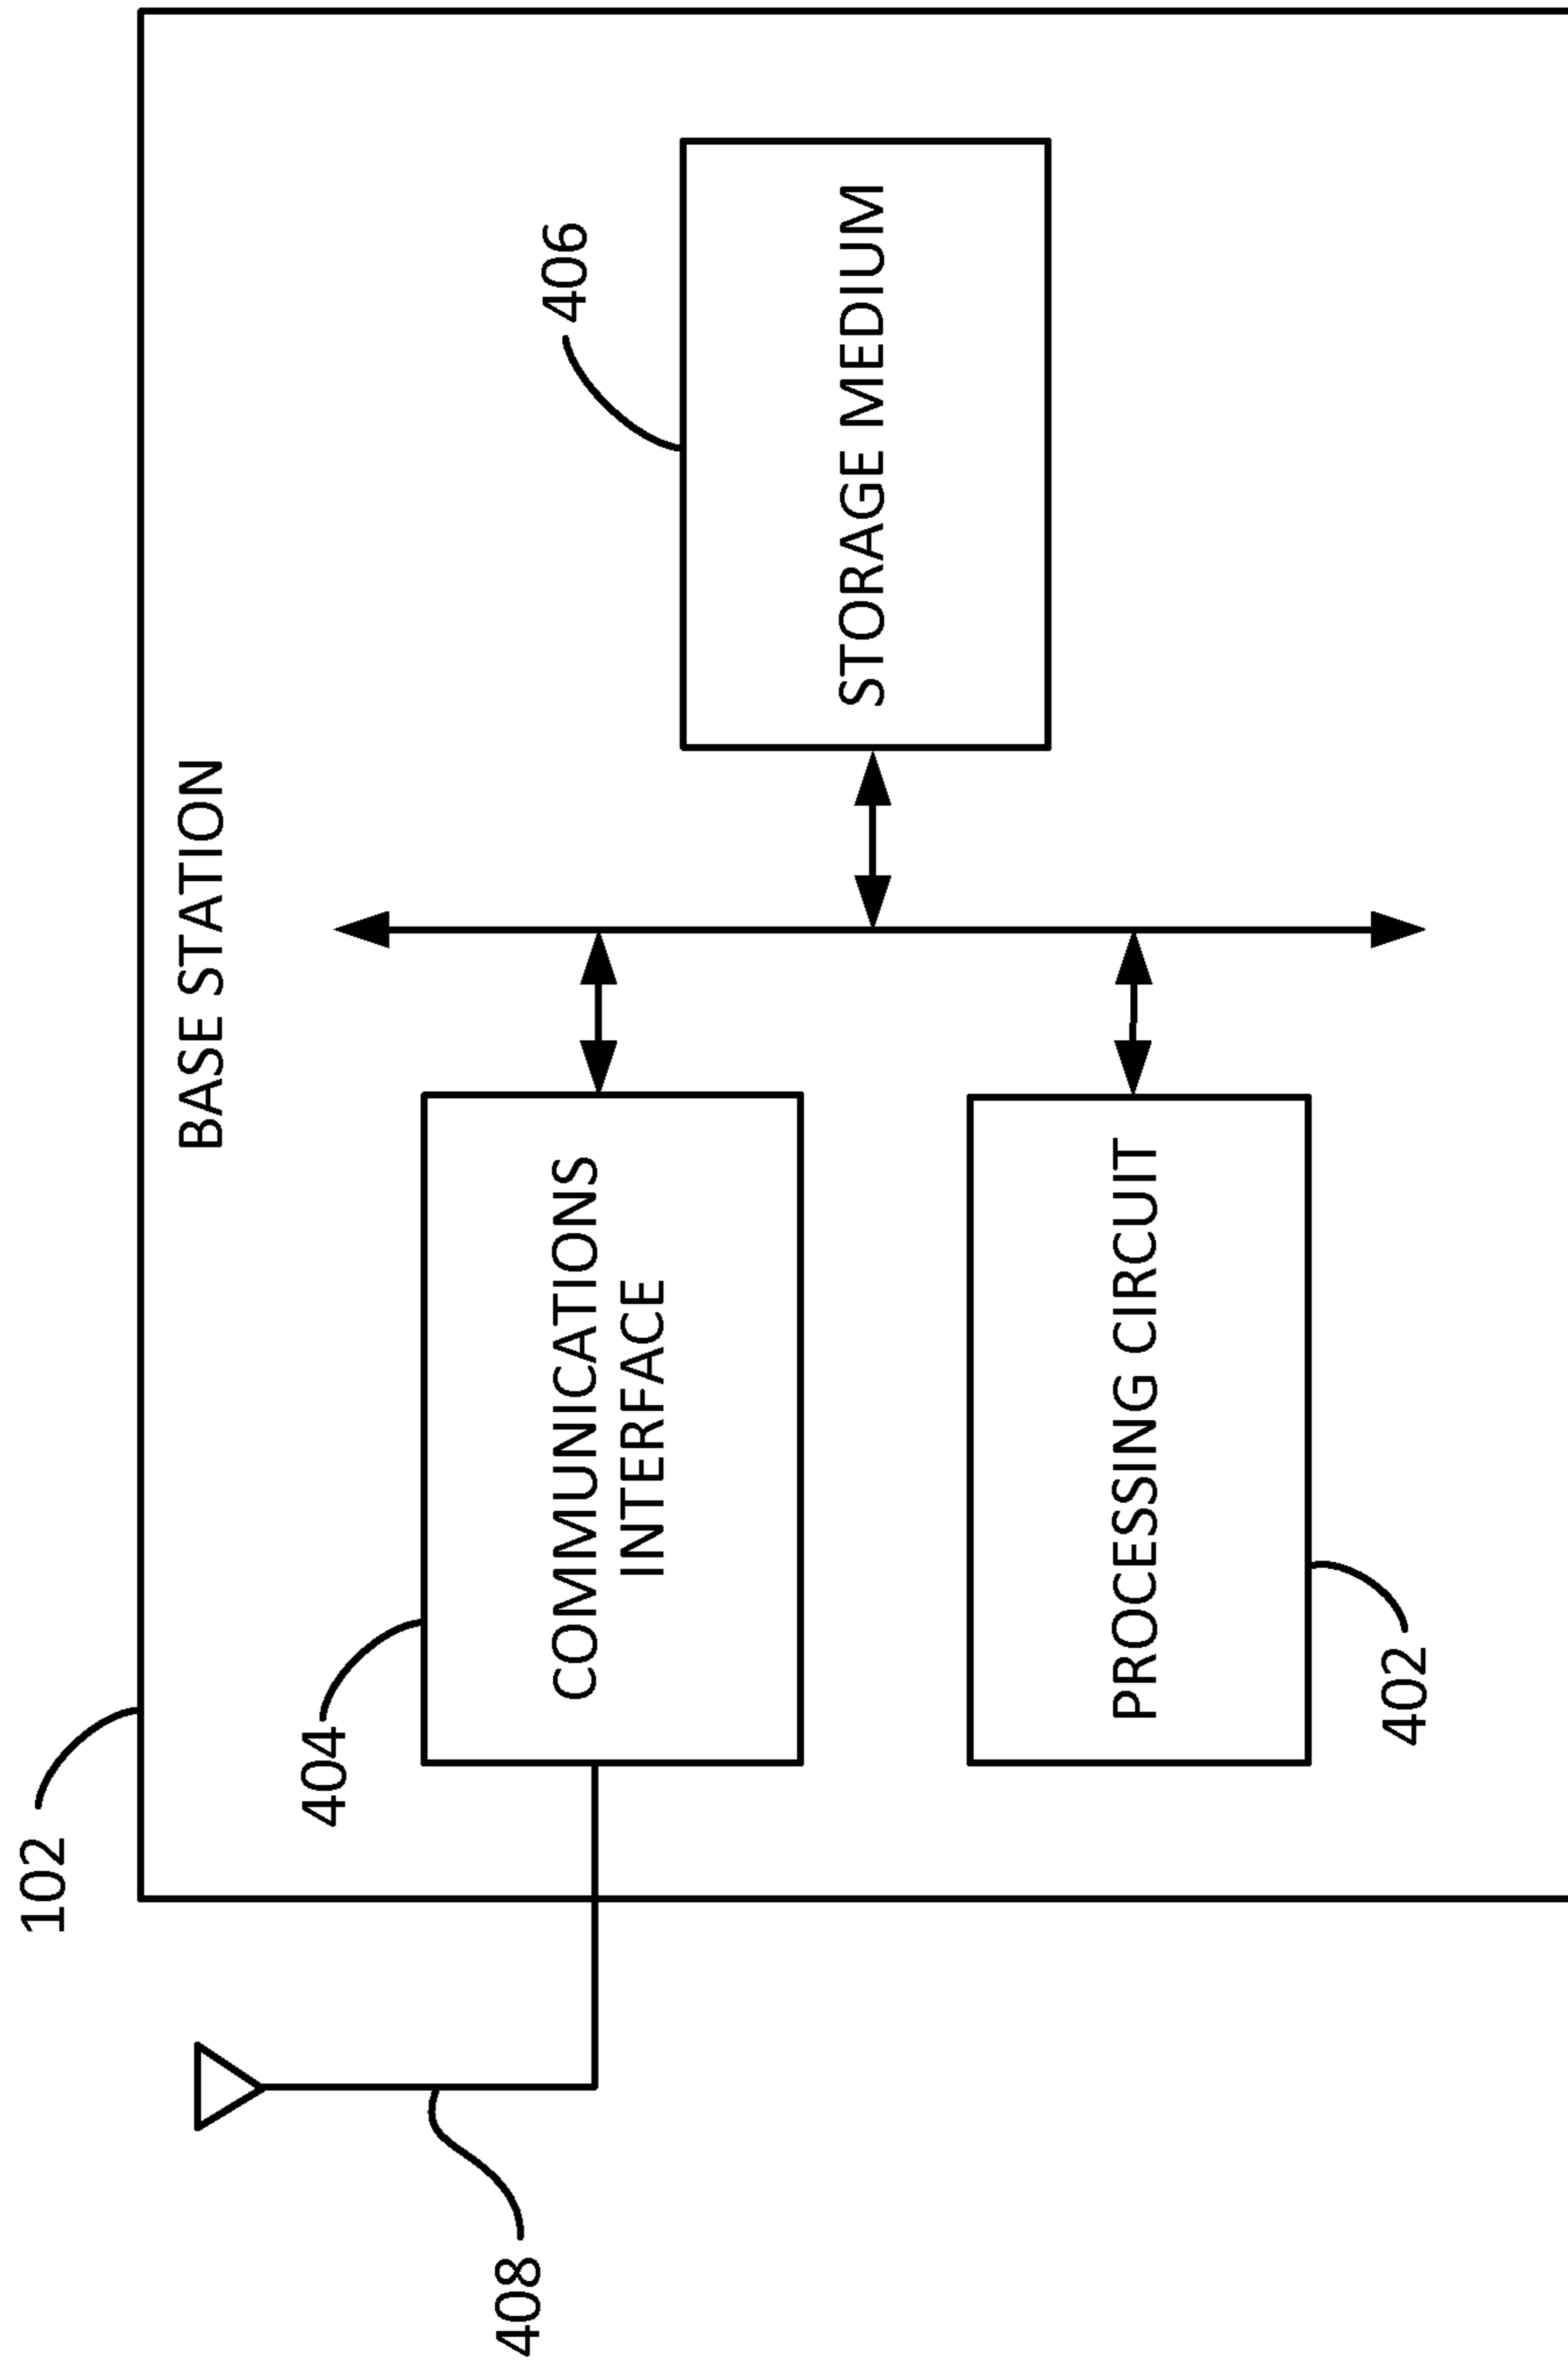 102
BASE STATION
408
404
COMMUNICATIONS
INTERFACE
406
STORAGE MEDIUM
PROCESSING CIRCUIT
402